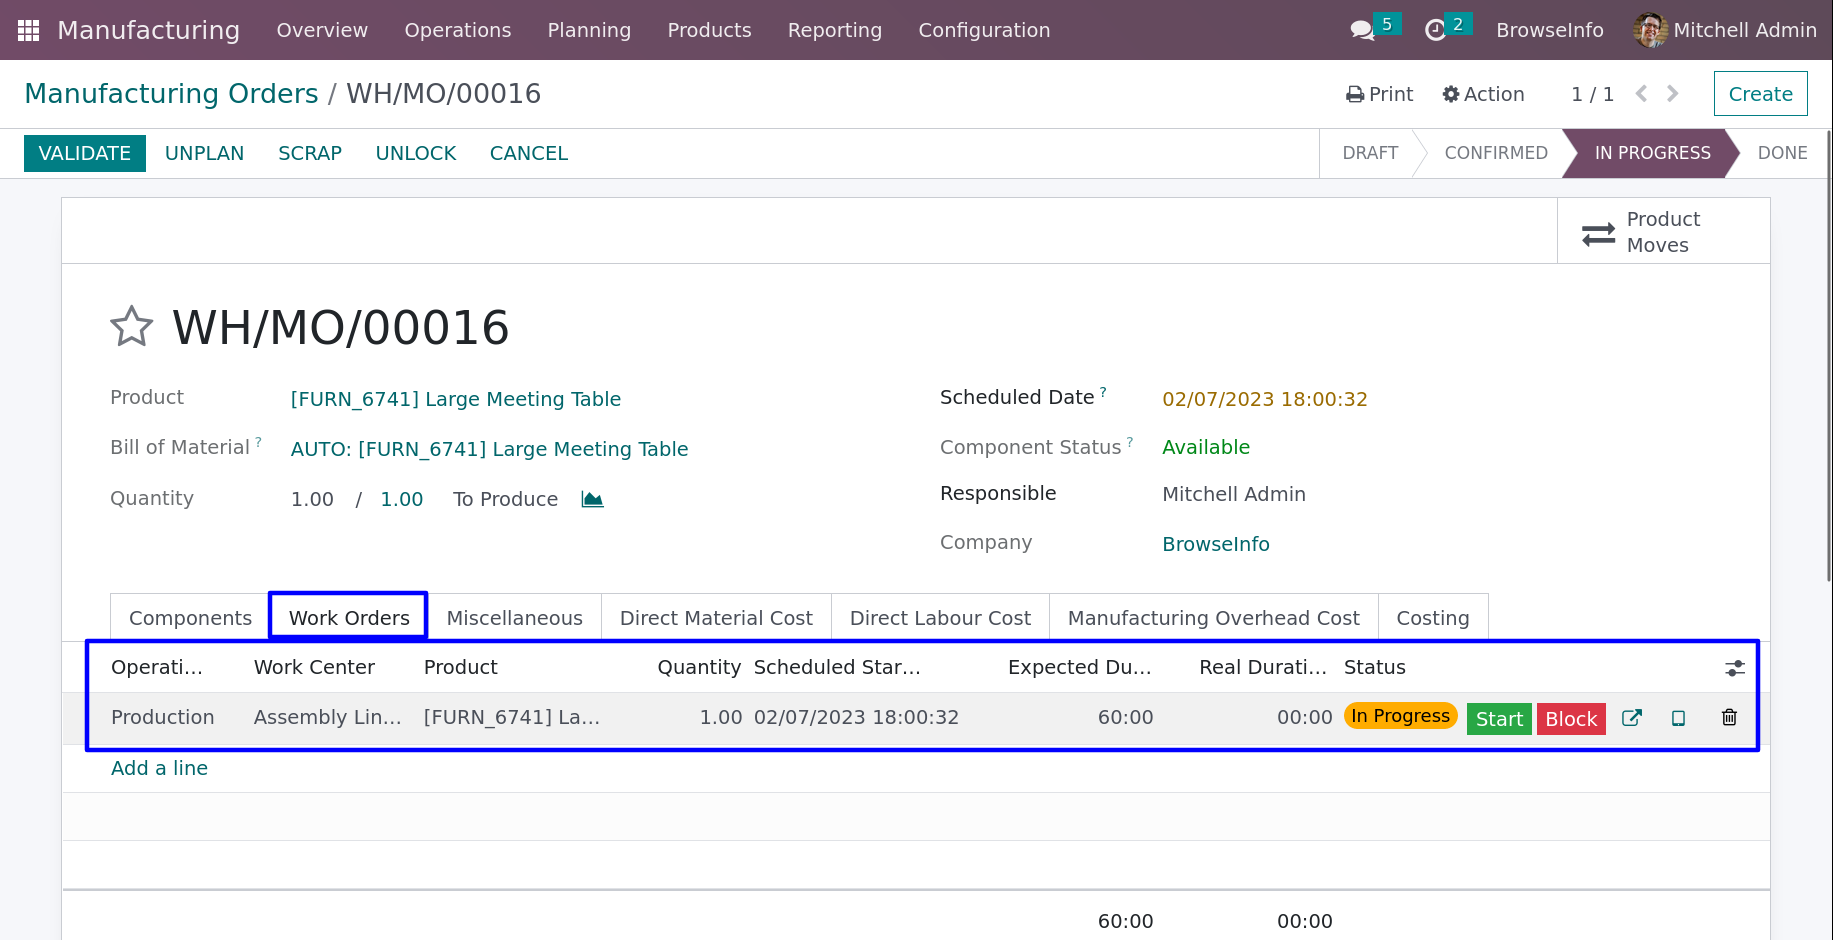 Manufacturing Overview Operations Planning Products Reporting Configuration 5 2 BrowseInfo Mitchell Admin
Manufacturing Orders / WH/MO/00016 Print Action 1 / 1 Create
VALIDATE UNPLAN SCRAP UNLOCK CANCEL DRAFT CONFIRMED IN PROGRESS DONE
Product
Moves
WH/MO/00016
Product [FURN_6741] Large Meeting Table Scheduled Date ? 02/07/2023 18:00:32
Bill of Material ? AUTO: [FURN_6741] Large Meeting Table Component Status ? Available
Quantity 1.00 / 1.00 To Produce Responsible Mitchell Admin
Company BrowseInfo
Components Work Orders Miscellaneous Direct Material Cost Direct Labour Cost Manufacturing Overhead Cost Costing
Operati... Work Center Product Quantity Scheduled Star... Expected Du... Real Durati... Status
Production Assembly Lin... [FURN_6741] La... 1.00 02/07/2023 18:00:32 60:00 00:00 In Progress Start Block
Add a line
60:00 00:00